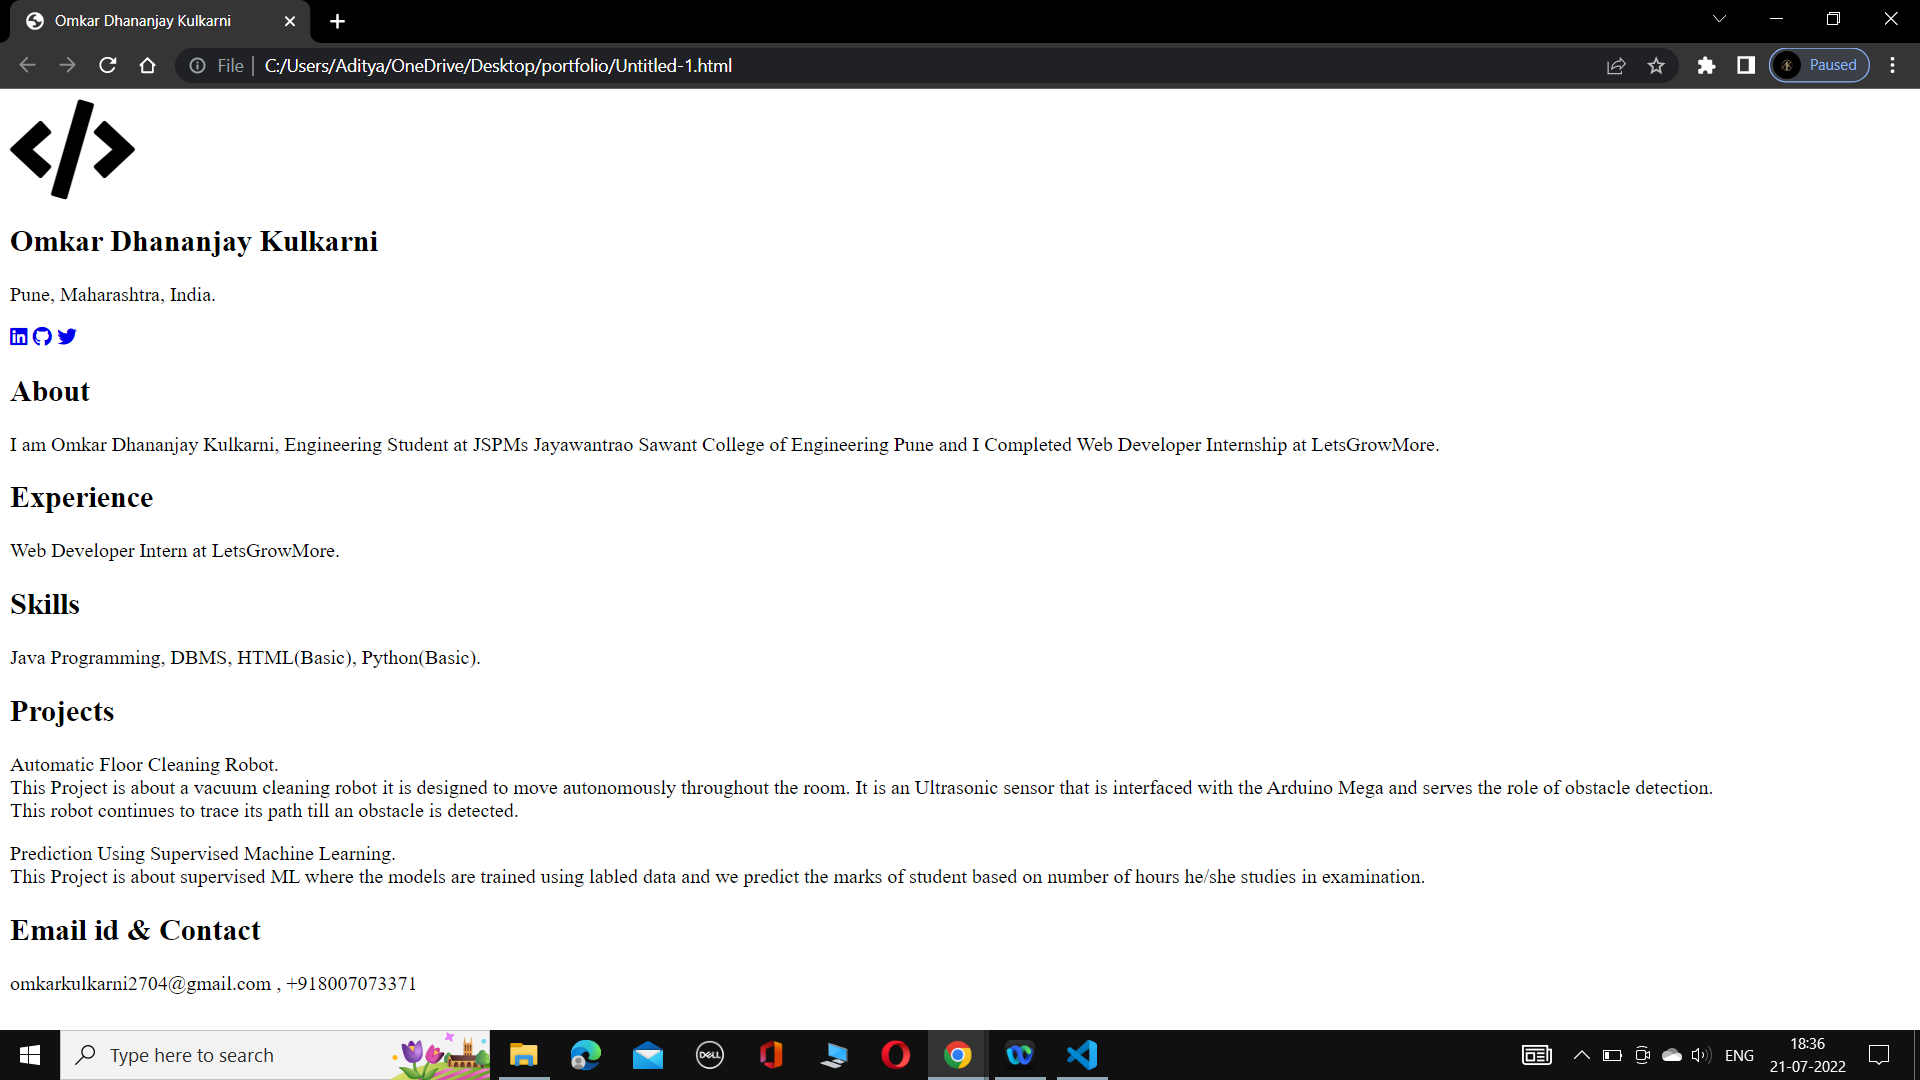 Omkar Dhananjay Kulkarni
File | C:/Users/Aditya/OneDrive/Desktop/portfolio/Untitled-1.html
Paused
</>
Omkar Dhananjay Kulkarni
Pune, Maharashtra, India.
in
About
I am Omkar Dhananjay Kulkarni, Engineering Student at JSPMs Jayawantrao Sawant College of Engineering Pune and I Completed Web Developer Internship at LetsGrowMore.
Experience
Web Developer Intern at LetsGrowMore.
Skills
Java Programming, DBMS, HTML(Basic), Python(Basic).
Projects
Automatic Floor Cleaning Robot.
This Project is about a vacuum cleaning robot it is designed to move autonomously throughout the room. It is an Ultrasonic sensor that is interfaced with the Arduino Mega and serves the role of obstacle detection.
This robot continues to trace its path till an obstacle is detected.
Prediction Using Supervised Machine Learning.
This Project is about supervised ML where the models are trained using labled data and we predict the marks of student based on number of hours he/she studies in examination.
Email id & Contact
omkarkulkarni2704@gmail.com , +918007073371
Type here to search
DELL
ENG
18:36
21-07-2022